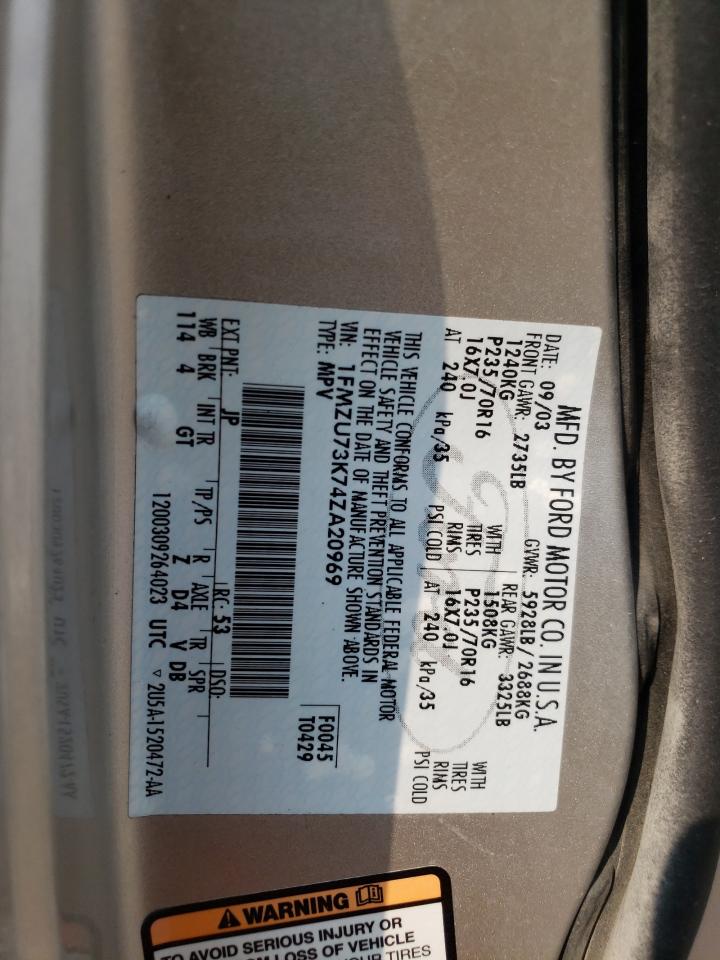 MFD. BY FORD MOTOR CO. IN U.S.A.
DATE: 09/03 GVWR: 5928LB / 2688KG
FRONT GAWR: 2735LB REAR GAWR: 3325LB
1240KG WITH 1508KG WITH
P235/70R16 TIRES P235/70R16 TIRES
16X7.0J RIMS 16X7.0J RIMS
AT 240 kPa/35 PSI COLD AT 240 kPa/35 PSI COLD
THIS VEHICLE CONFORMS TO ALL APPLICABLE FEDERAL MOTOR
VEHICLE SAFETY AND THEFT PREVENTION STANDARDS IN
EFFECT ON THE DATE OF MANUFACTURE SHOWN ABOVE.
VIN: 1FMZU73K74ZA20969
TYPE: MPV
F0045
T0429
EXT PNT: JP RC: 53 DSO:
WB BRK INT TR TP/PS R AXLE TR SPR
114 4 GT Z D4 V DB
1200309264023 UTC ▽ 2U5A-1520472-AA
⚠ WARNING
TO AVOID SERIOUS INJURY OR
LOSS OF VEHICLE
TIRES